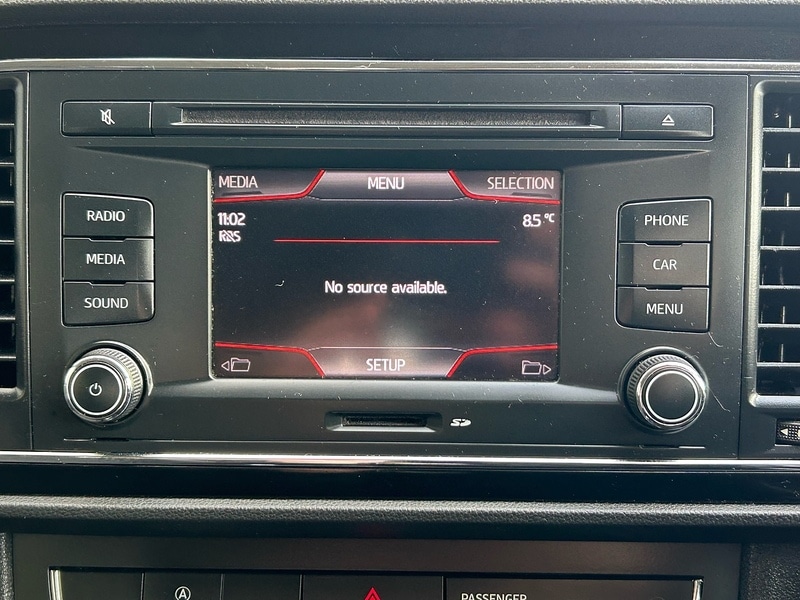 MEDIA MENU SELECTION
11:02 8.5 °C
No source available.
SETUP
RADIO
MEDIA
SOUND
PHONE
CAR
MENU
SD
A
PASSENGER